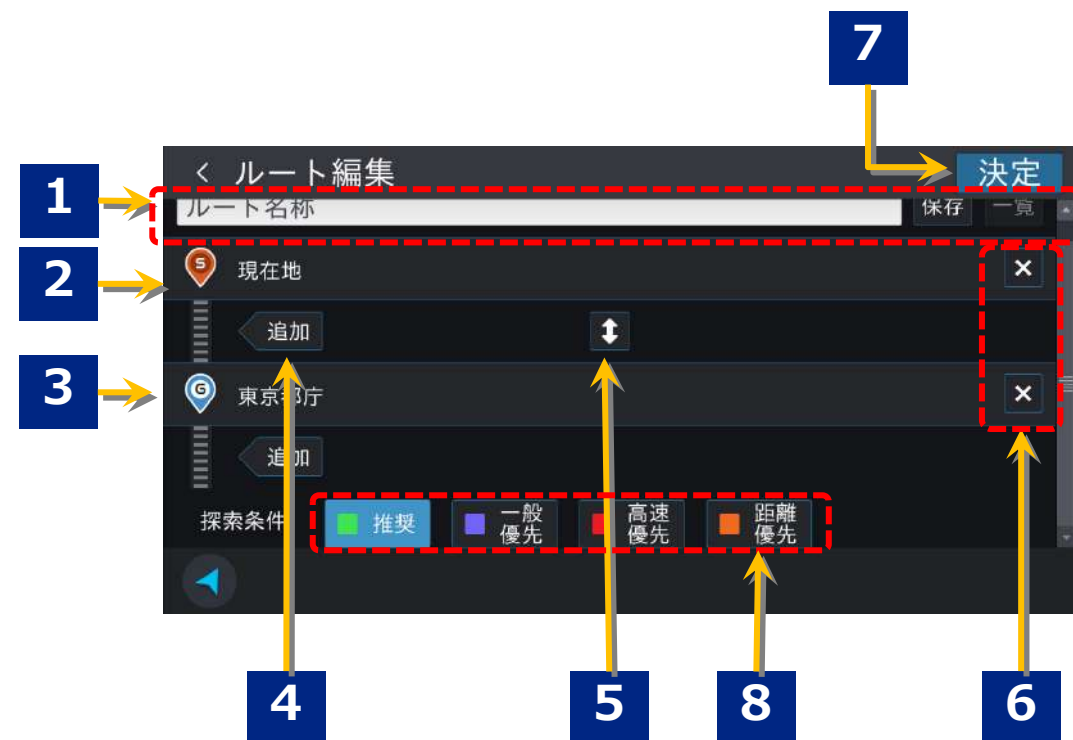 7
1
< ルート編集
決定
ルート名称
保存
一覧
2
S
現在地
×
追加
3
G
東京都庁
×
追加
探索条件
推奨
一般
優先
高速
優先
距離
優先
4
5
8
6